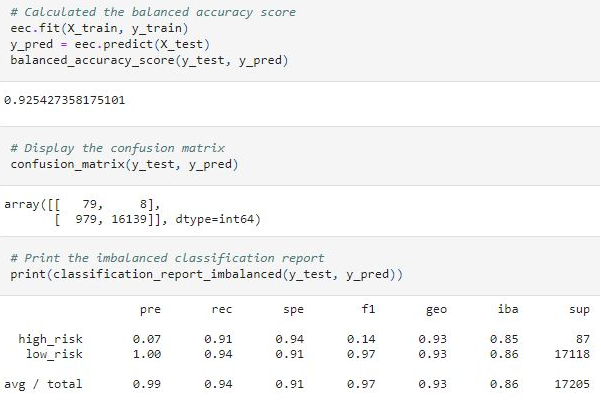 # Calculated the balanced accuracy score
eec.fit(X_train, y_train)
y_pred = eec.predict(X_test)
balanced_accuracy_score(y_test, y_pred)
0.925427358175101
# Display the confusion matrix
confusion_matrix(y_test, y_pred)
array([[   79,     8],
       [  979, 16139]], dtype=int64)
# Print the imbalanced classification report
print(classification_report_imbalanced(y_test, y_pred))
pre rec spe f1 geo iba sup
high_risk 0.07 0.91 0.94 0.14 0.93 0.85 87
low_risk 1.00 0.94 0.91 0.97 0.93 0.86 17118
avg / total 0.99 0.94 0.91 0.97 0.93 0.86 17205